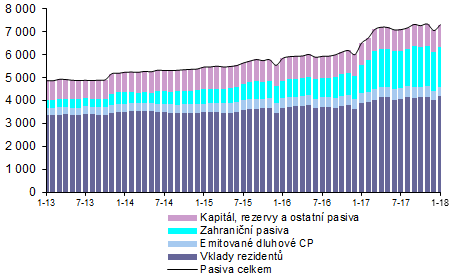 8 000
7 000
6 000
5 000
4 000
3 000
2 000
1 000
0
1-13 7-13 1-14 7-14 1-15 7-15 1-16 7-16 1-17 7-17 1-18
Kapitál, rezervy a ostatní pasiva
Zahraniční pasiva
Emitované dluhové CP
Vklady rezidentů
Pasiva celkem